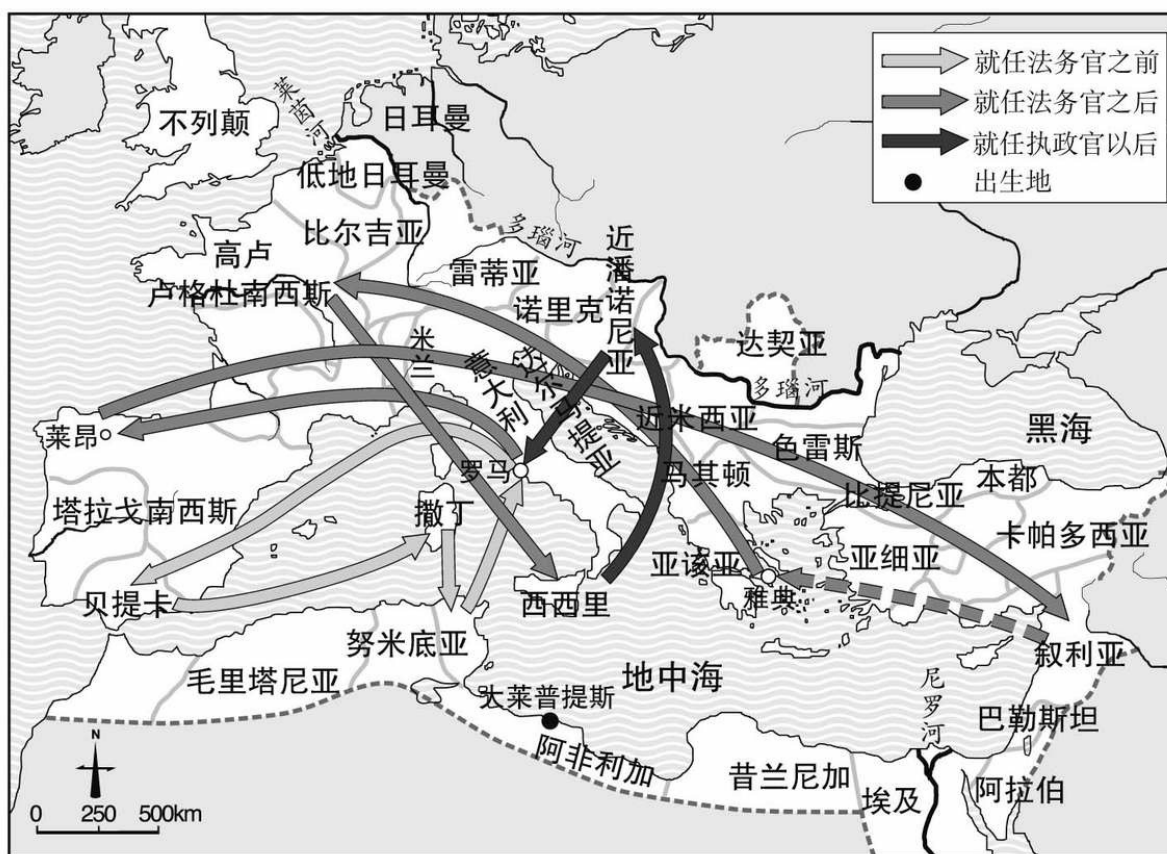 就任法务官之前
就任法务官之后
就任执政官以后
出生地
不列颠
莱茵河
日耳曼
低地日耳曼
比尔吉亚
高卢
卢格杜南西斯
多瑙河
雷蒂亚
诺里克
近潘诺尼亚
达契亚
多瑙河
米兰
意大利
达尔马提亚
近米西亚
色雷斯
黑海
莱昂
罗马
马其顿
比提尼亚
本都
塔拉戈南西斯
撒丁
卡帕多西亚
亚该亚
亚细亚
雅典
贝提卡
西西里
努米底亚
叙利亚
毛里塔尼亚
地中海
大莱普提斯
尼罗河
巴勒斯坦
阿非利加
昔兰尼加
埃及
阿拉伯
N
0 250 500km